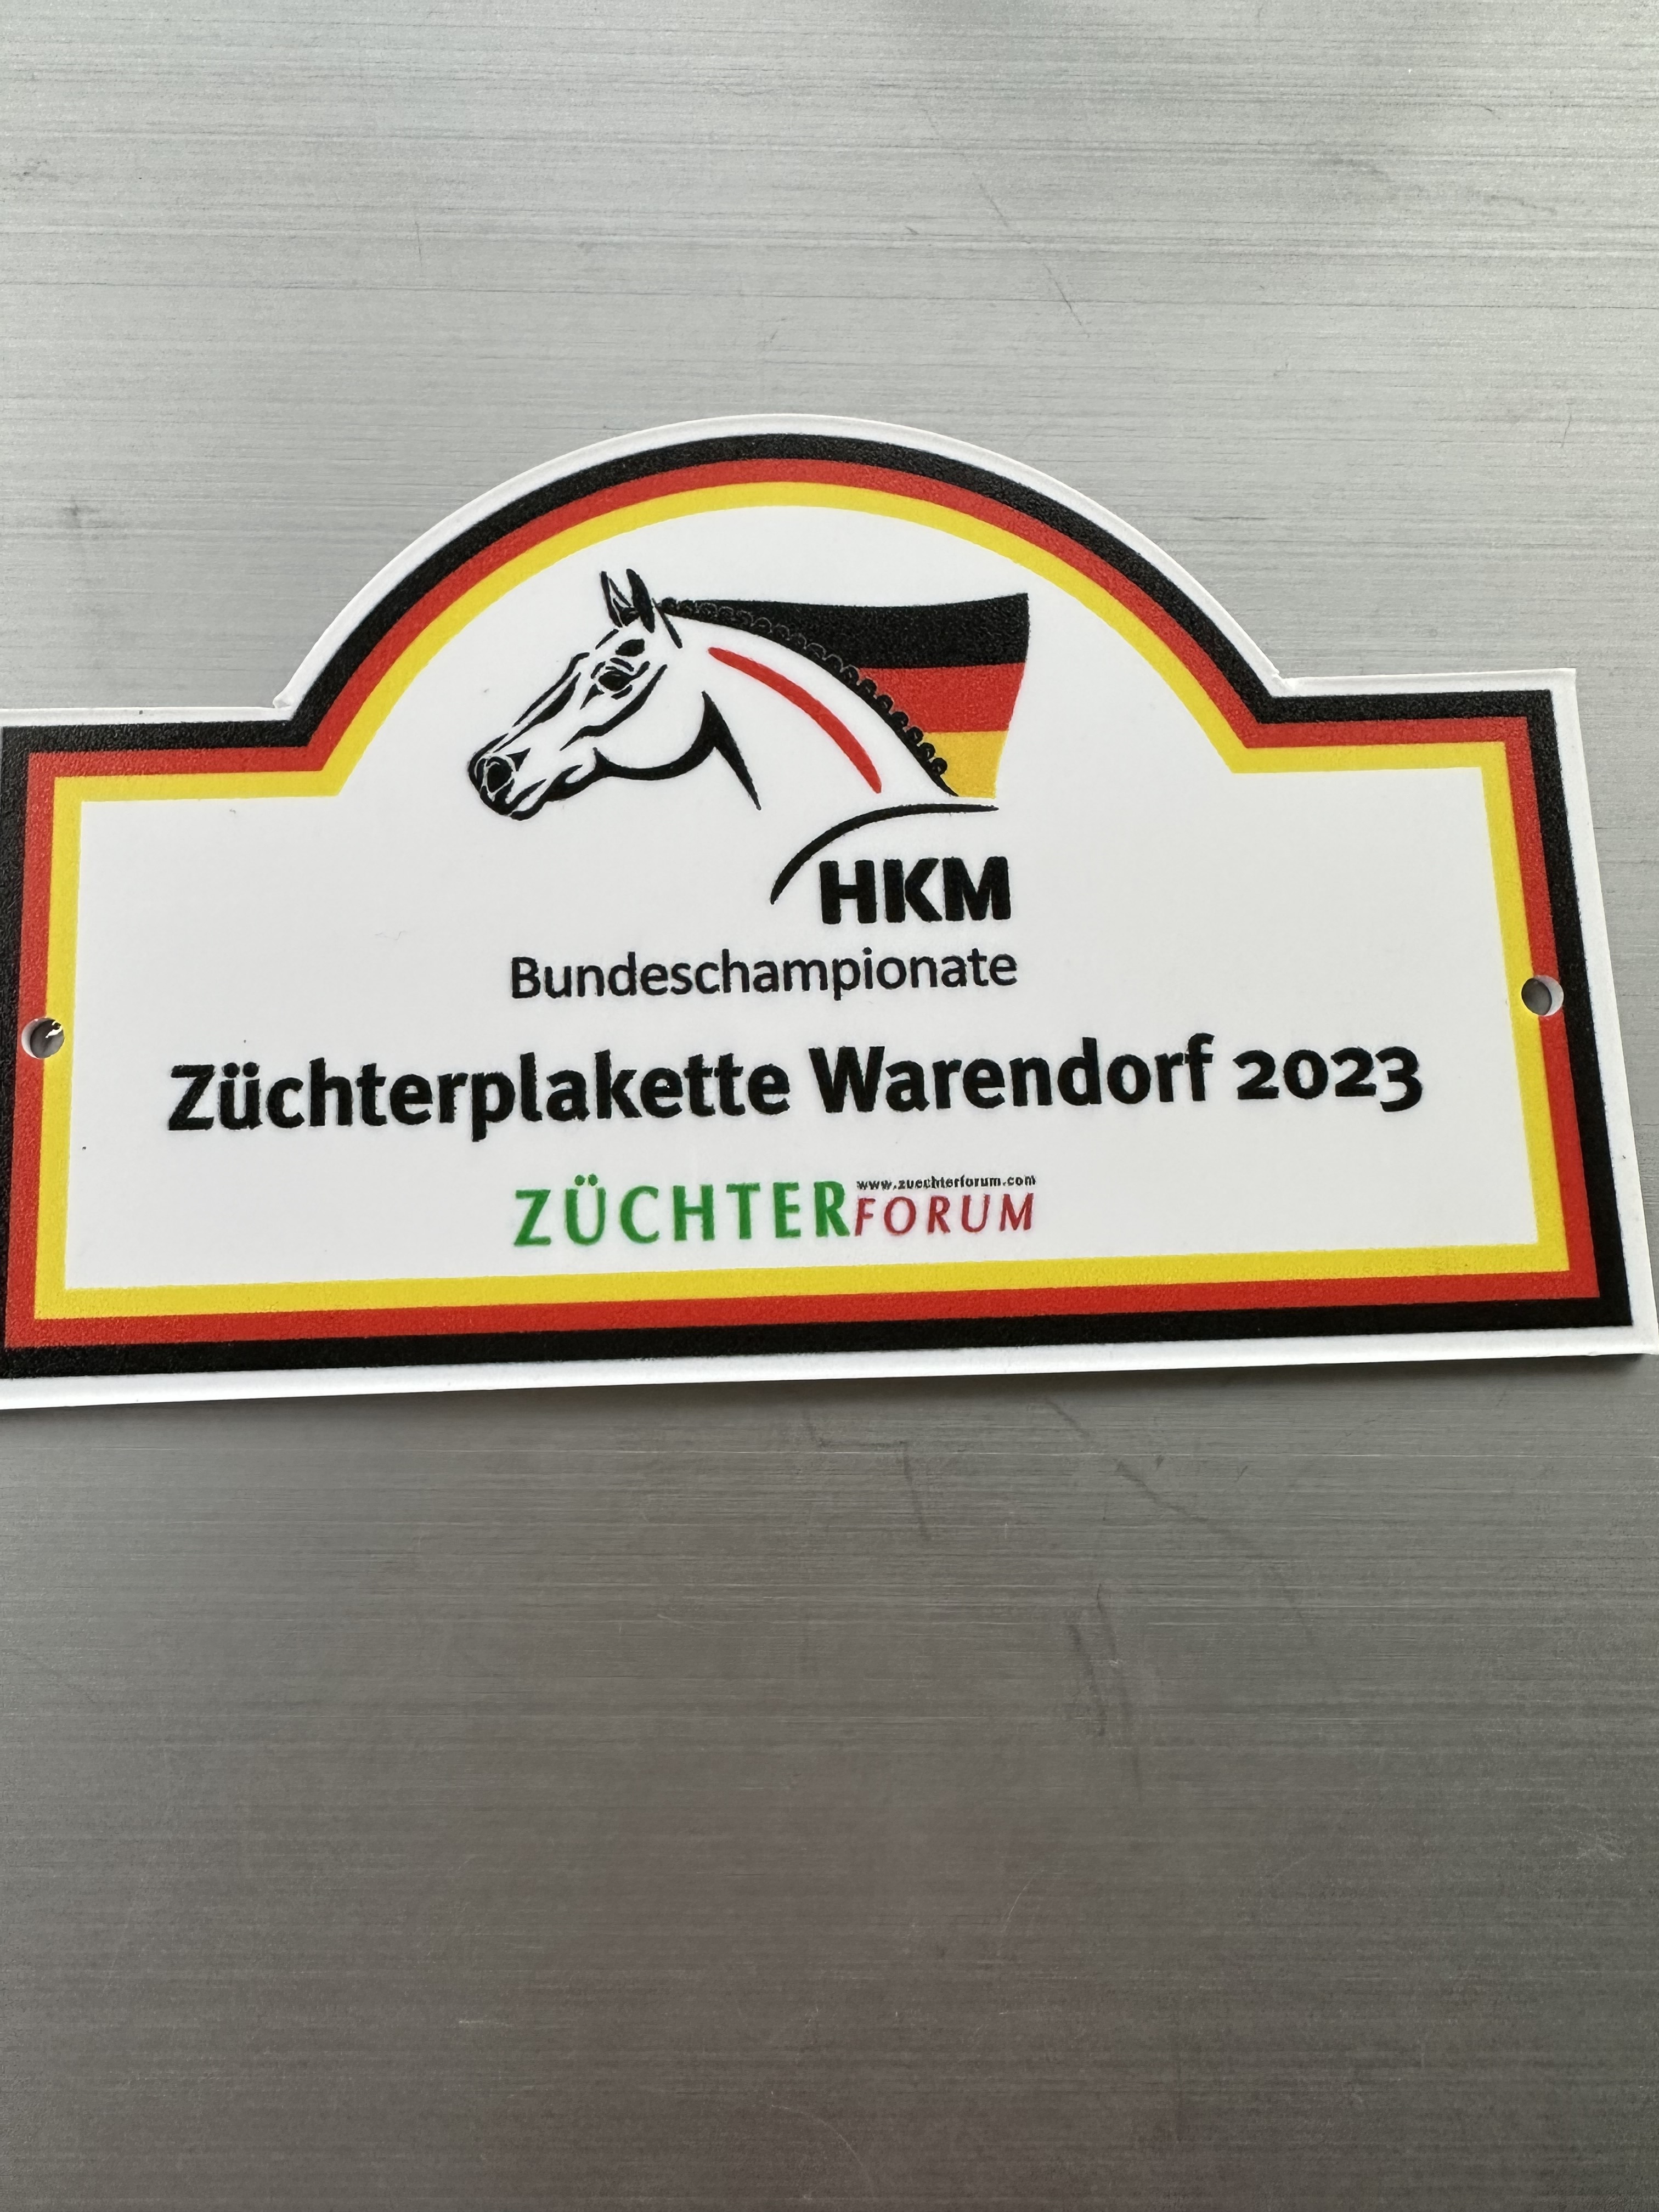 HKM
Bundeschampionate
Züchterplakette Warendorf 2023
www.zuechterforum.com
ZÜCHTERFORUM